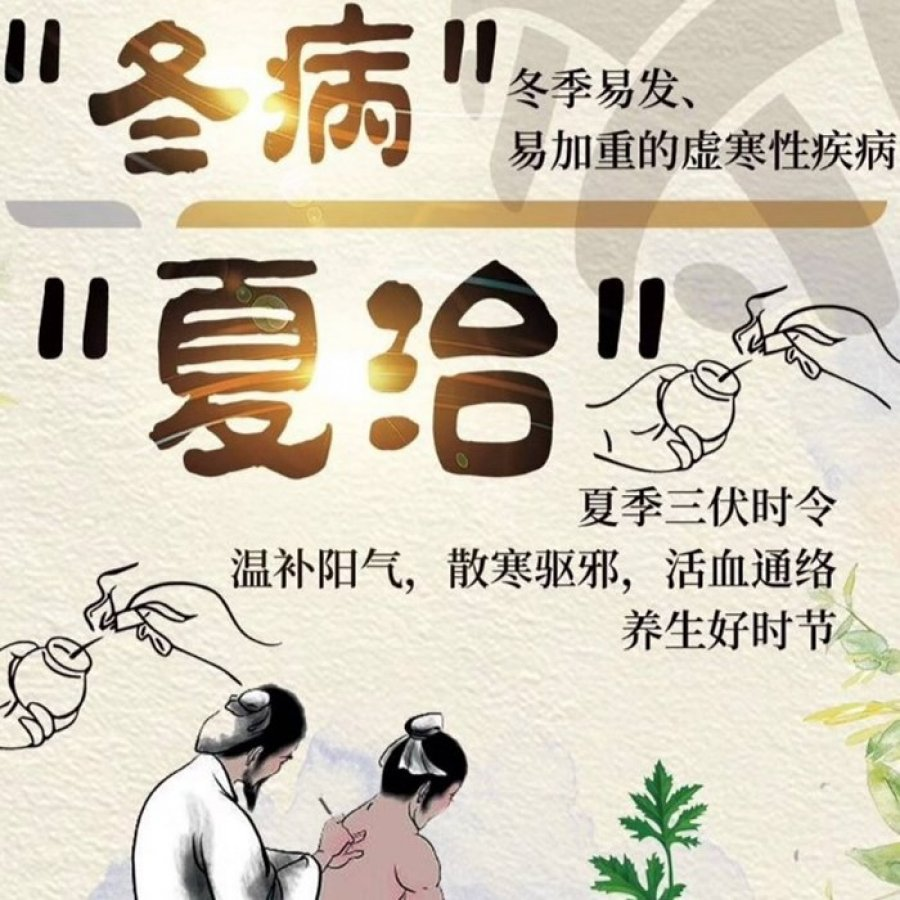 "冬病"
冬季易发、
易加重的虚寒性疾病
"夏治"
夏季三伏时令
温补阳气，散寒驱邪，活血通络
养生好时节